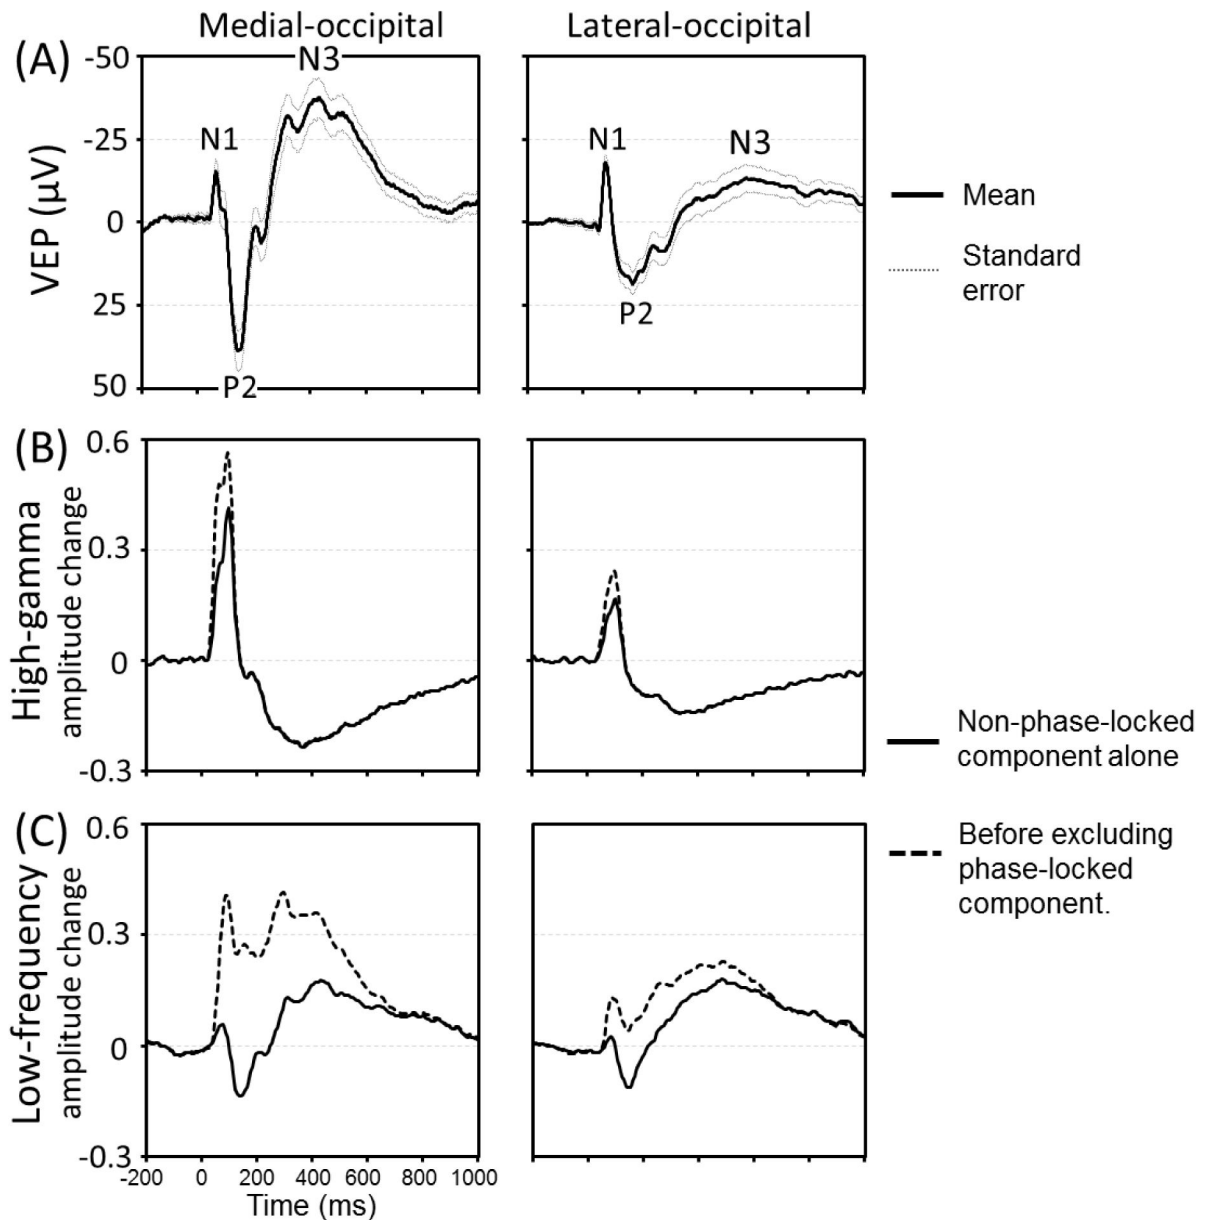 Medial-occipital
Lateral-occipital
(A)
VEP (µV)
-50
-25
0
25
50
N1
N3
P2
N1
N3
P2
Mean
Standard
error
(B)
High-gamma
amplitude change
0.6
0.3
0
-0.3
Non-phase-locked
component alone
Before excluding
phase-locked
component.
(C)
Low-frequency
amplitude change
0.6
0.3
0
-0.3
-200 0 200 400 600 800 1000
Time (ms)